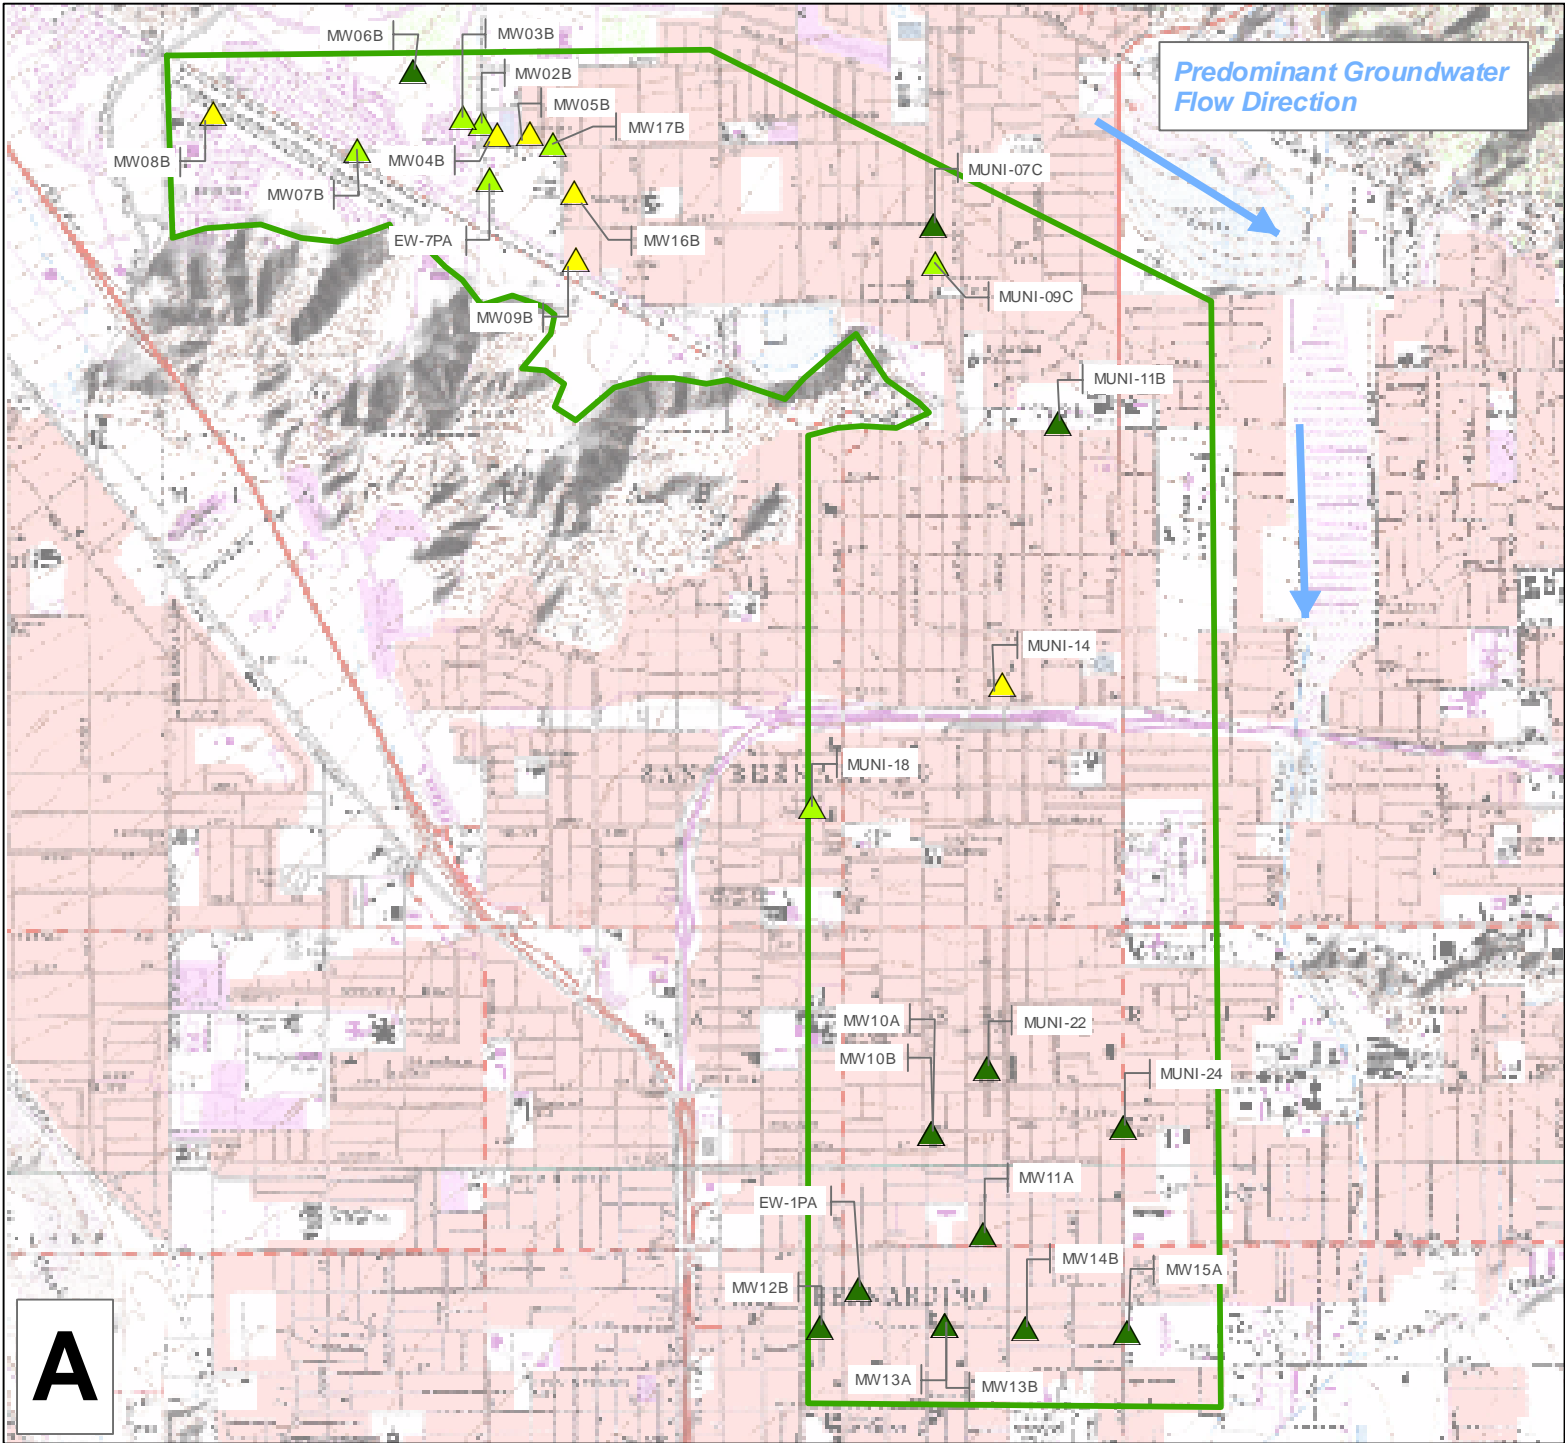 MW06B
MW03B
MW02B
MW05B
MW17B
Predominant Groundwater
Flow Direction
MW08B
MW04B
MW07B
MUNI-07C
EW-7PA
MW16B
MW09B
MUNI-09C
MUNI-11B
MUNI-14
MUNI-18
MW10A
MUNI-22
MW10B
MUNI-24
MW11A
EW-1PA
MW14B
MW15A
MW12B
MW13A
MW13B
A